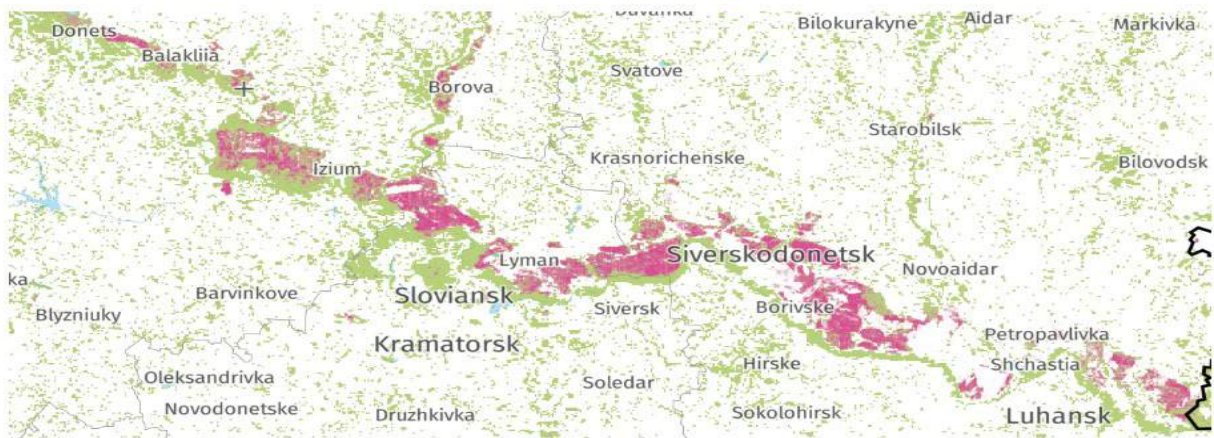 Bilokurakyne
Aidar
Markivka
Donets
Balakliia
Svatove
Borova
Starobilsk
Krasnorichenske
Bilovodsk
Izium
Siverskodonetsk
Lyman
Novoaidar
ka
Barvinkove
Sloviansk
Siversk
Borivske
Blyzniuky
Petropavlivka
Kramatorsk
Hirske
Shchastia
Oleksandrivka
Soledar
Novodonetske
Druzhkivka
Sokolohirsk
Luhansk